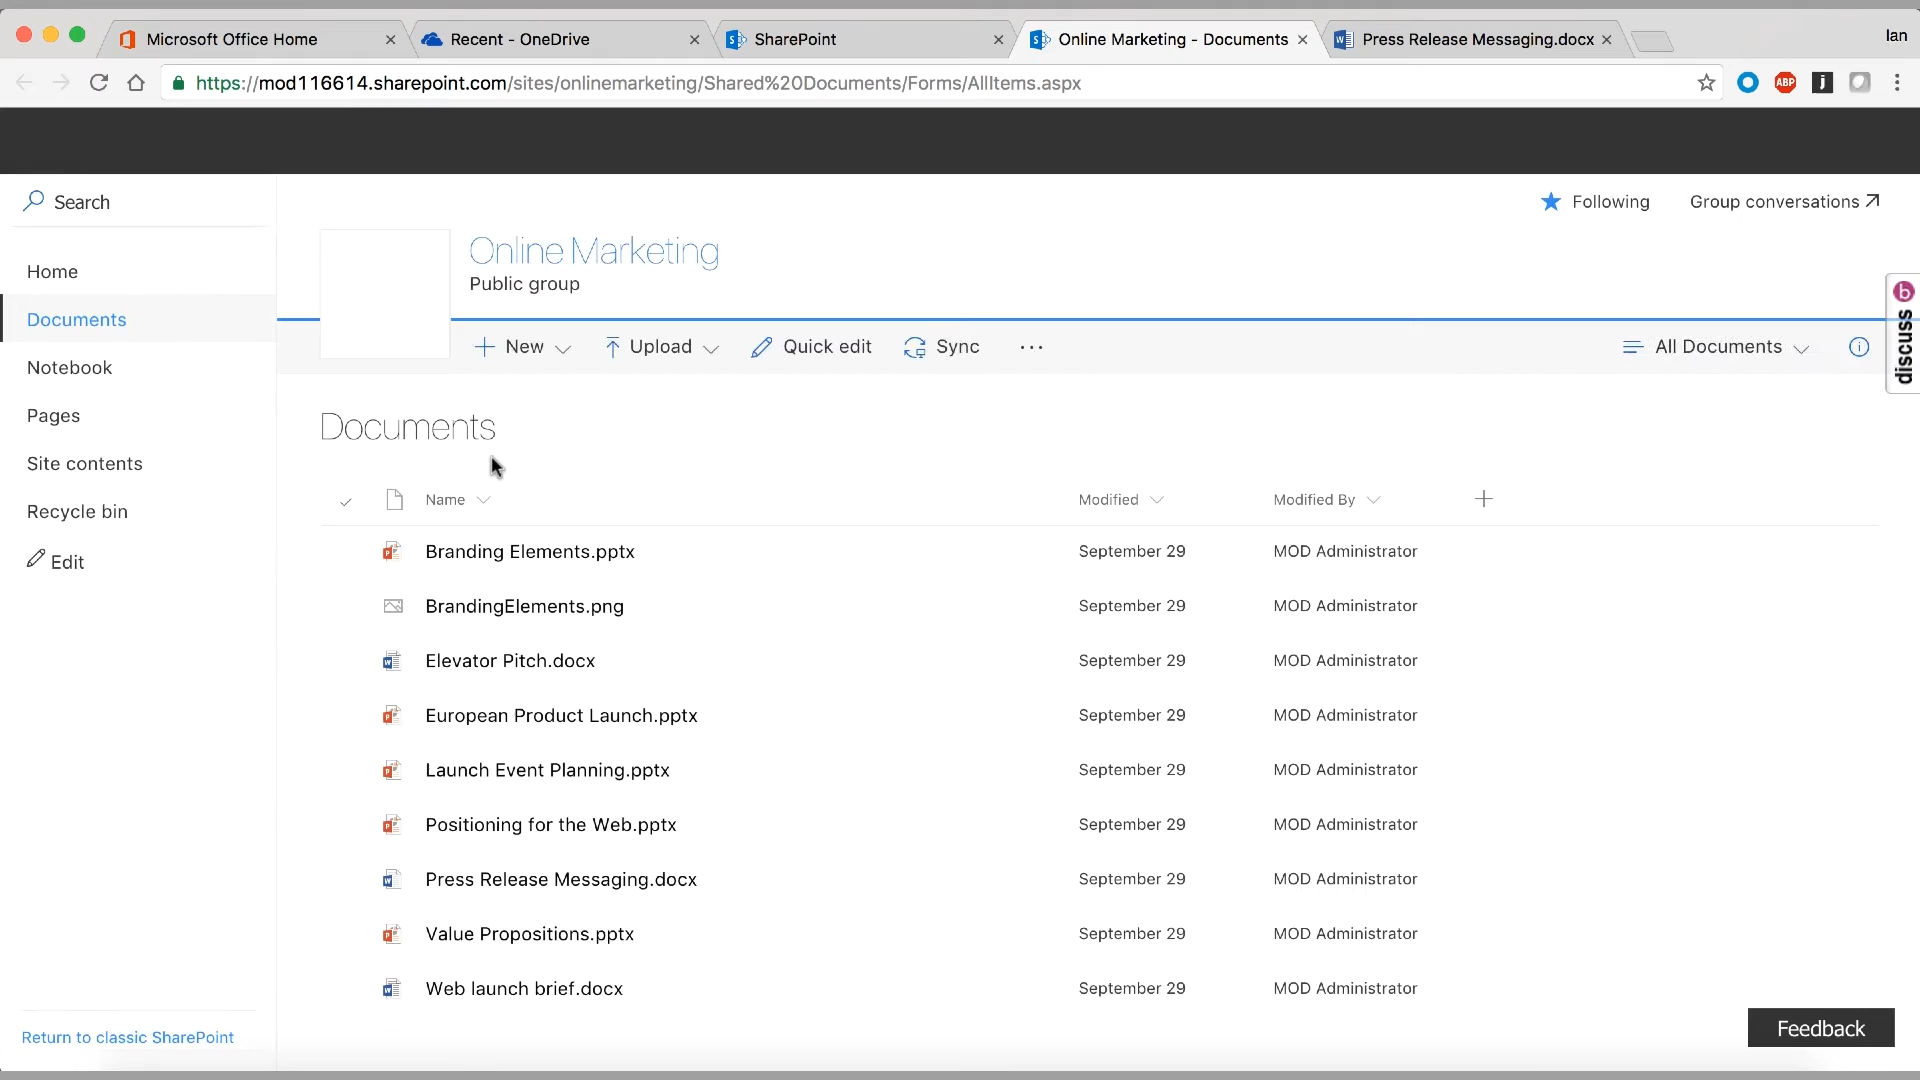 Microsoft Office Home
Recent - OneDrive
SharePoint
Online Marketing - Documents
Press Release Messaging.docx
Ian
https://mod116614.sharepoint.com/sites/onlinemarketing/Shared%20Documents/Forms/AllItems.aspx
ABP
j
Search
Following
Group conversations
Home
Documents
Notebook
Pages
Site contents
Recycle bin
Edit
Return to classic SharePoint
Online Marketing
Public group
New
Upload
Quick edit
Sync
All Documents
b discuss
Documents
Name Modified Modified By
Branding Elements.pptx September 29 MOD Administrator
BrandingElements.png September 29 MOD Administrator
Elevator Pitch.docx September 29 MOD Administrator
European Product Launch.pptx September 29 MOD Administrator
Launch Event Planning.pptx September 29 MOD Administrator
Positioning for the Web.pptx September 29 MOD Administrator
Press Release Messaging.docx September 29 MOD Administrator
Value Propositions.pptx September 29 MOD Administrator
Web launch brief.docx September 29 MOD Administrator
Feedback